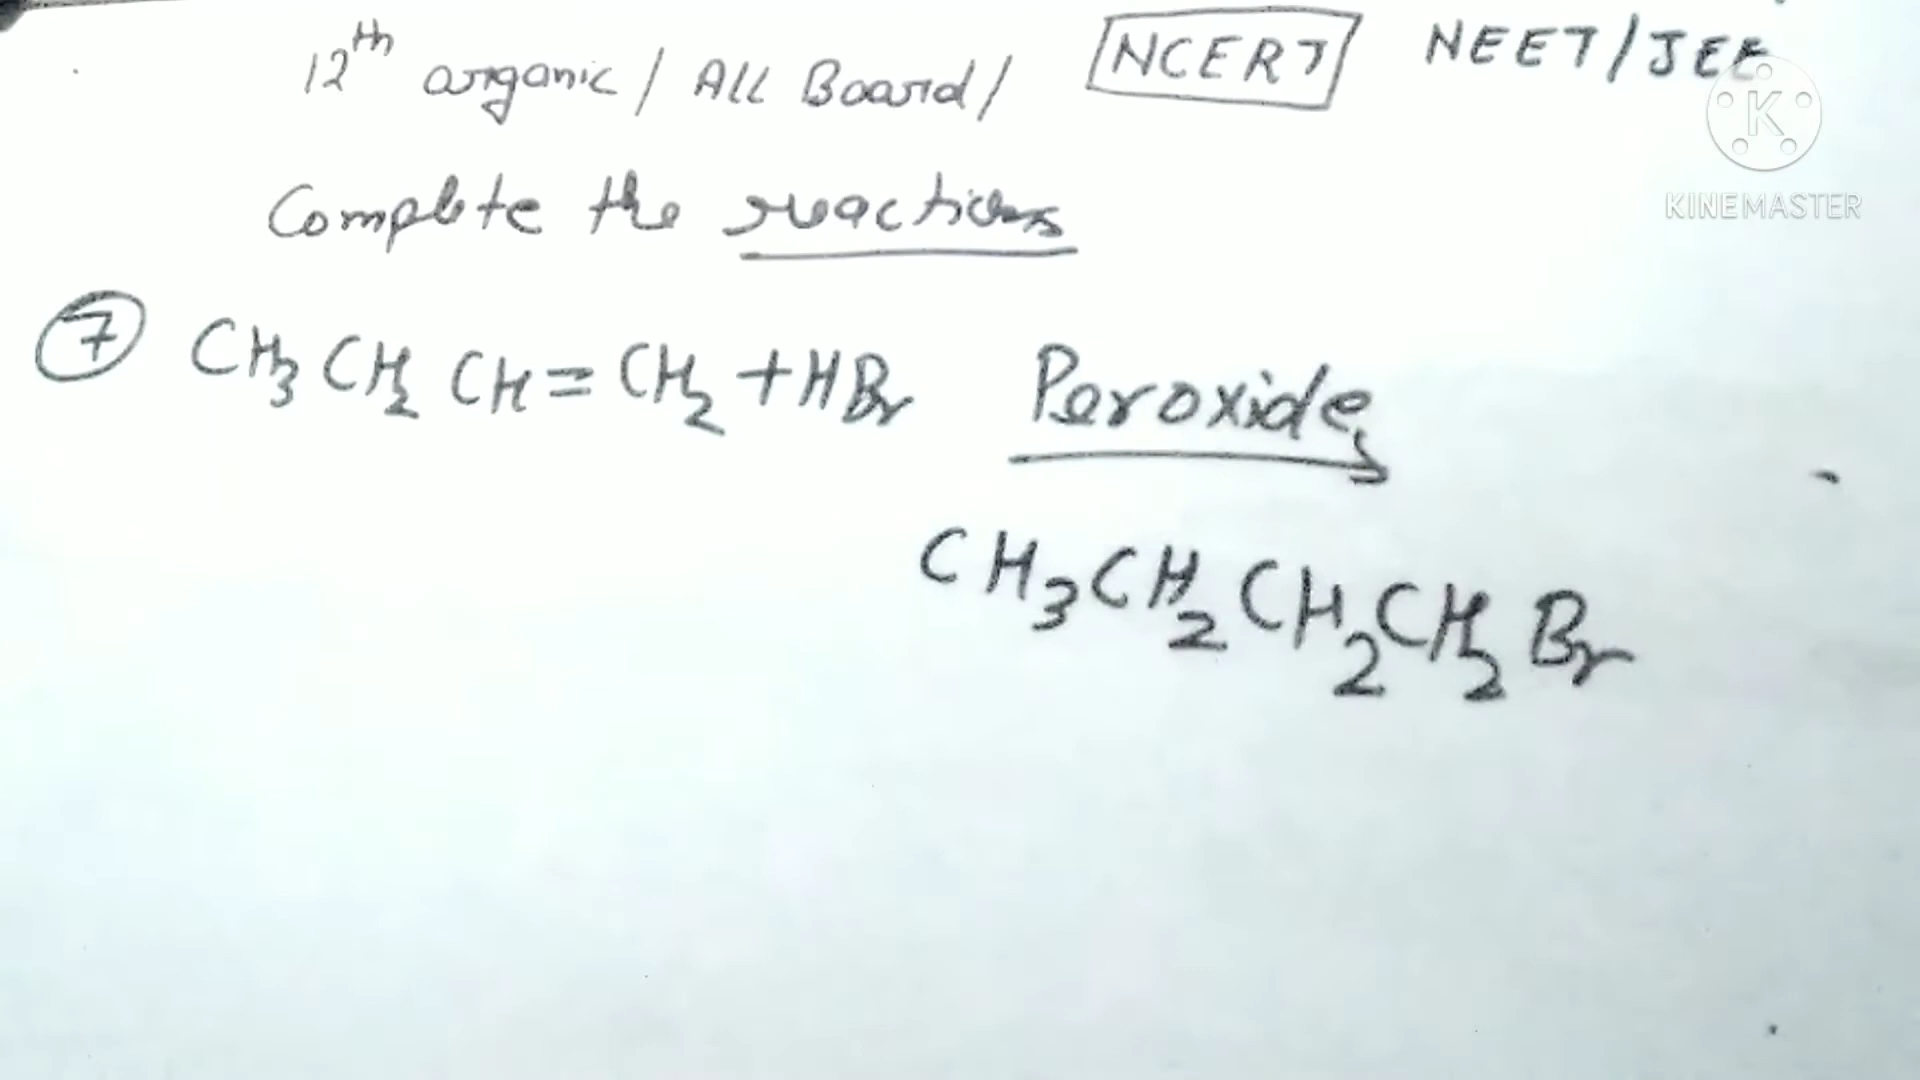 12th organic / All Board / NCERT NEET/JEE
K
KINEMASTER
Complete the reactions
7 CH3CH2CH=CH2+HBr Peroxide
CH3CH2CH2CH2Br